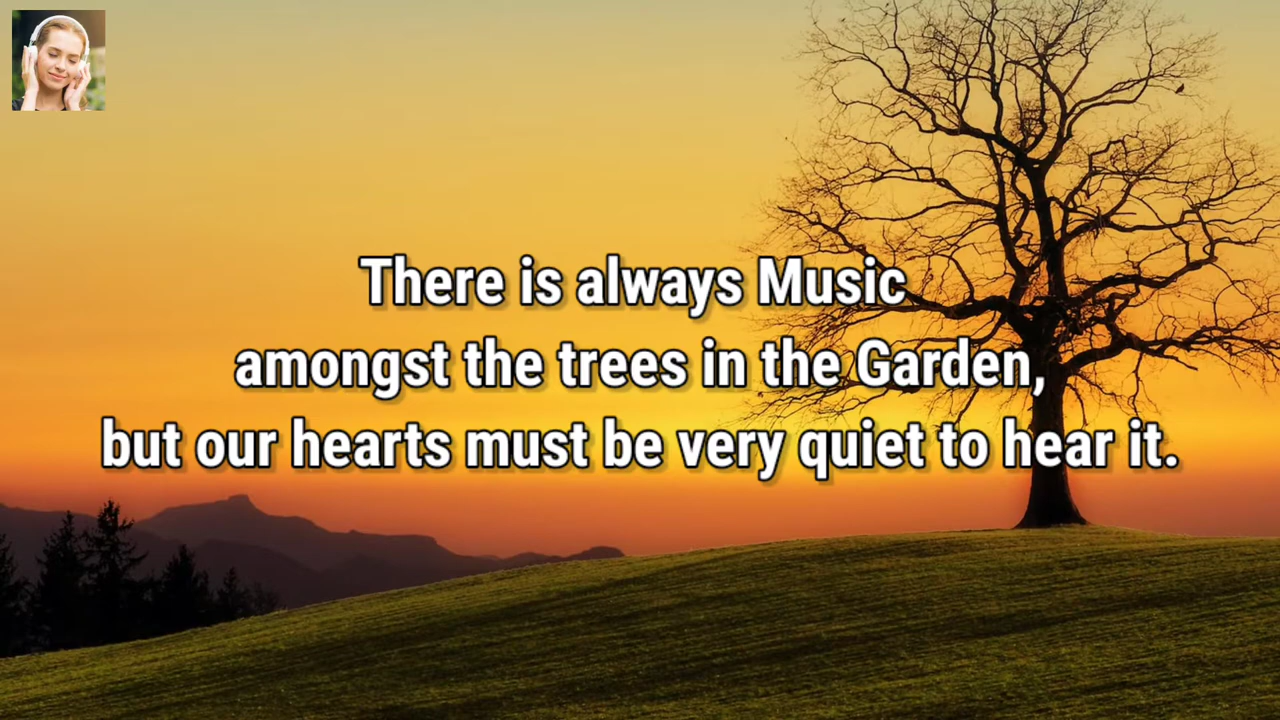 There is always Music
amongst the trees in the Garden,
but our hearts must be very quiet to hear it.